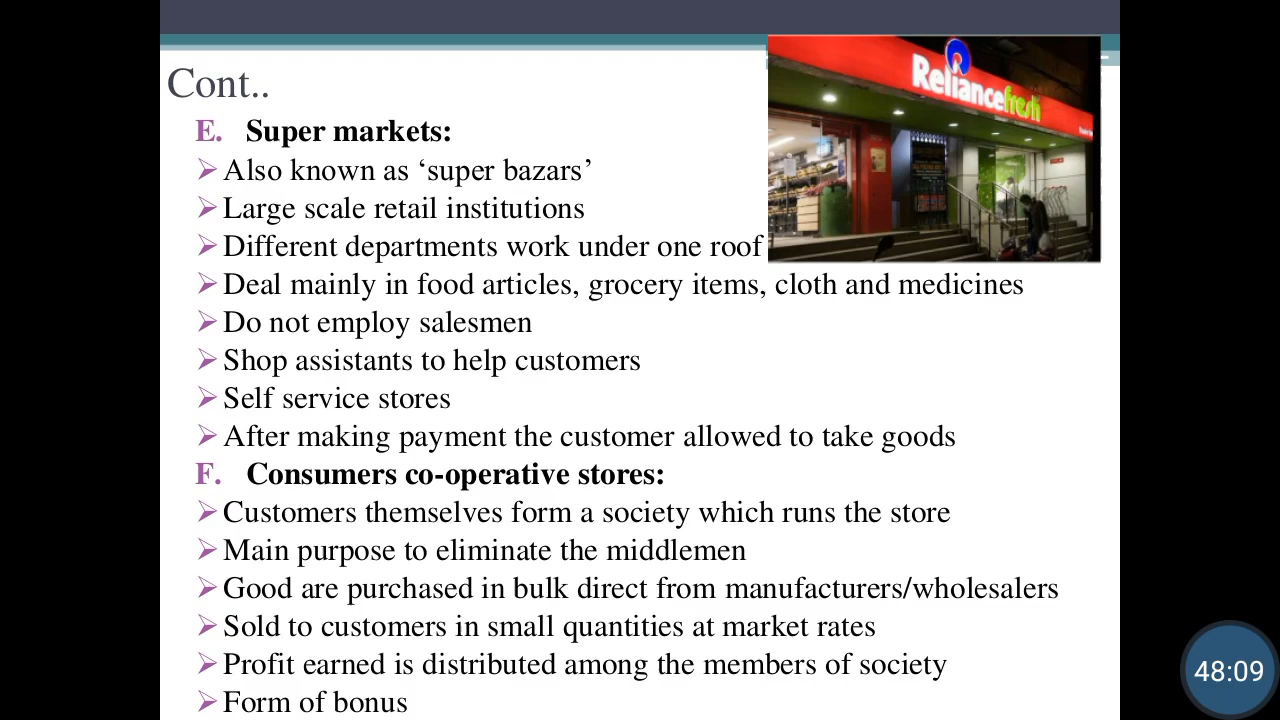 Cont..
Reliancefresh
E. Super markets:
➢Also known as ‘super bazars’
➢Large scale retail institutions
➢Different departments work under one roof
➢Deal mainly in food articles, grocery items, cloth and medicines
➢Do not employ salesmen
➢Shop assistants to help customers
➢Self service stores
➢After making payment the customer allowed to take goods
F. Consumers co-operative stores:
➢Customers themselves form a society which runs the store
➢Main purpose to eliminate the middlemen
➢Good are purchased in bulk direct from manufacturers/wholesalers
➢Sold to customers in small quantities at market rates
➢Profit earned is distributed among the members of society
➢Form of bonus
48:09